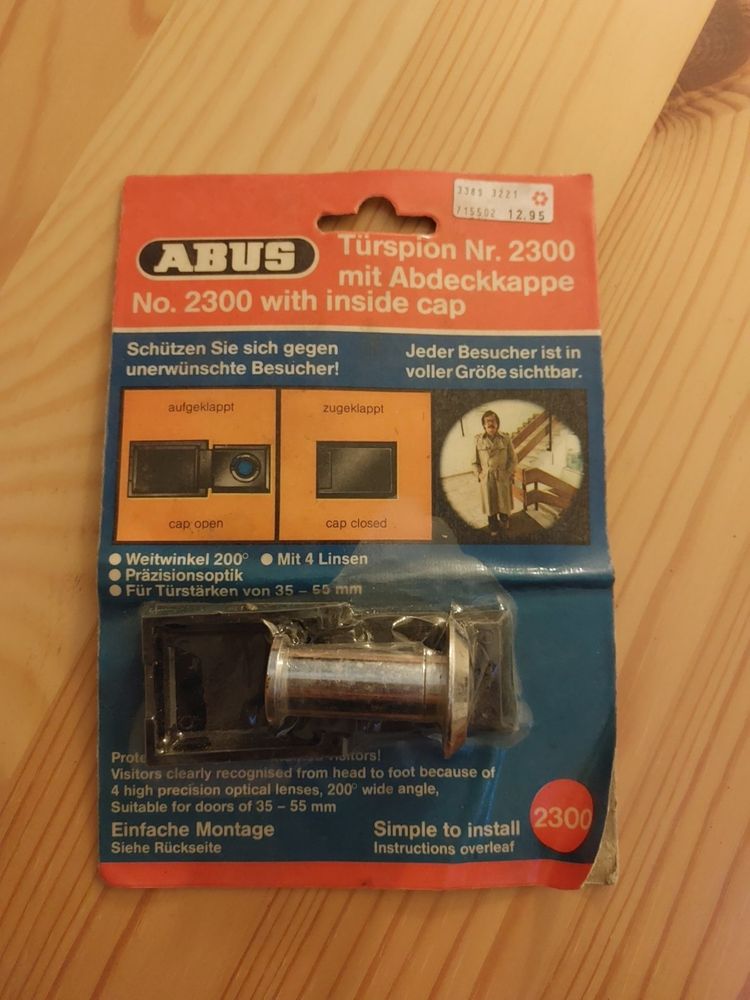 338S 3221
715502 12.95
ABUS
Türspion Nr. 2300
mit Abdeckkappe
No. 2300 with inside cap
Schützen Sie sich gegen
unerwünschte Besucher!
Jeder Besucher ist in
voller Größe sichtbar.
aufgeklappt
zugeklappt
cap open
cap closed
Weitwinkel 200° Mit 4 Linsen
Präzisionsoptik
Für Türstärken von 35 – 55 mm
visitors!
Visitors clearly recognised from head to foot because of
4 high precision optical lenses, 200° wide angle,
Suitable for doors of 35 – 55 mm
2300
Einfache Montage
Siehe Rückseite
Simple to install
Instructions overleaf